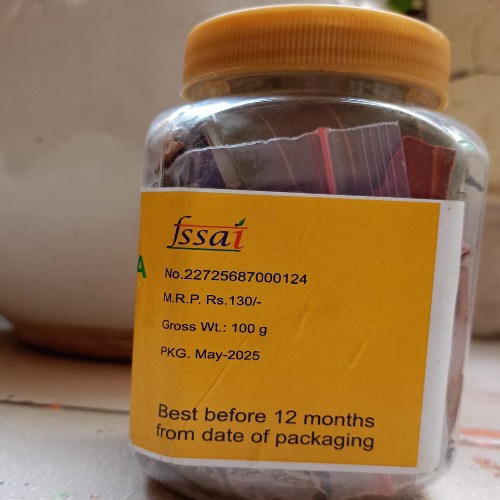 fssai
No.22725687000124
M.R.P. Rs.130/-
Gross Wt.: 100 g
PKG. May-2025
Best before 12 months
from date of packaging